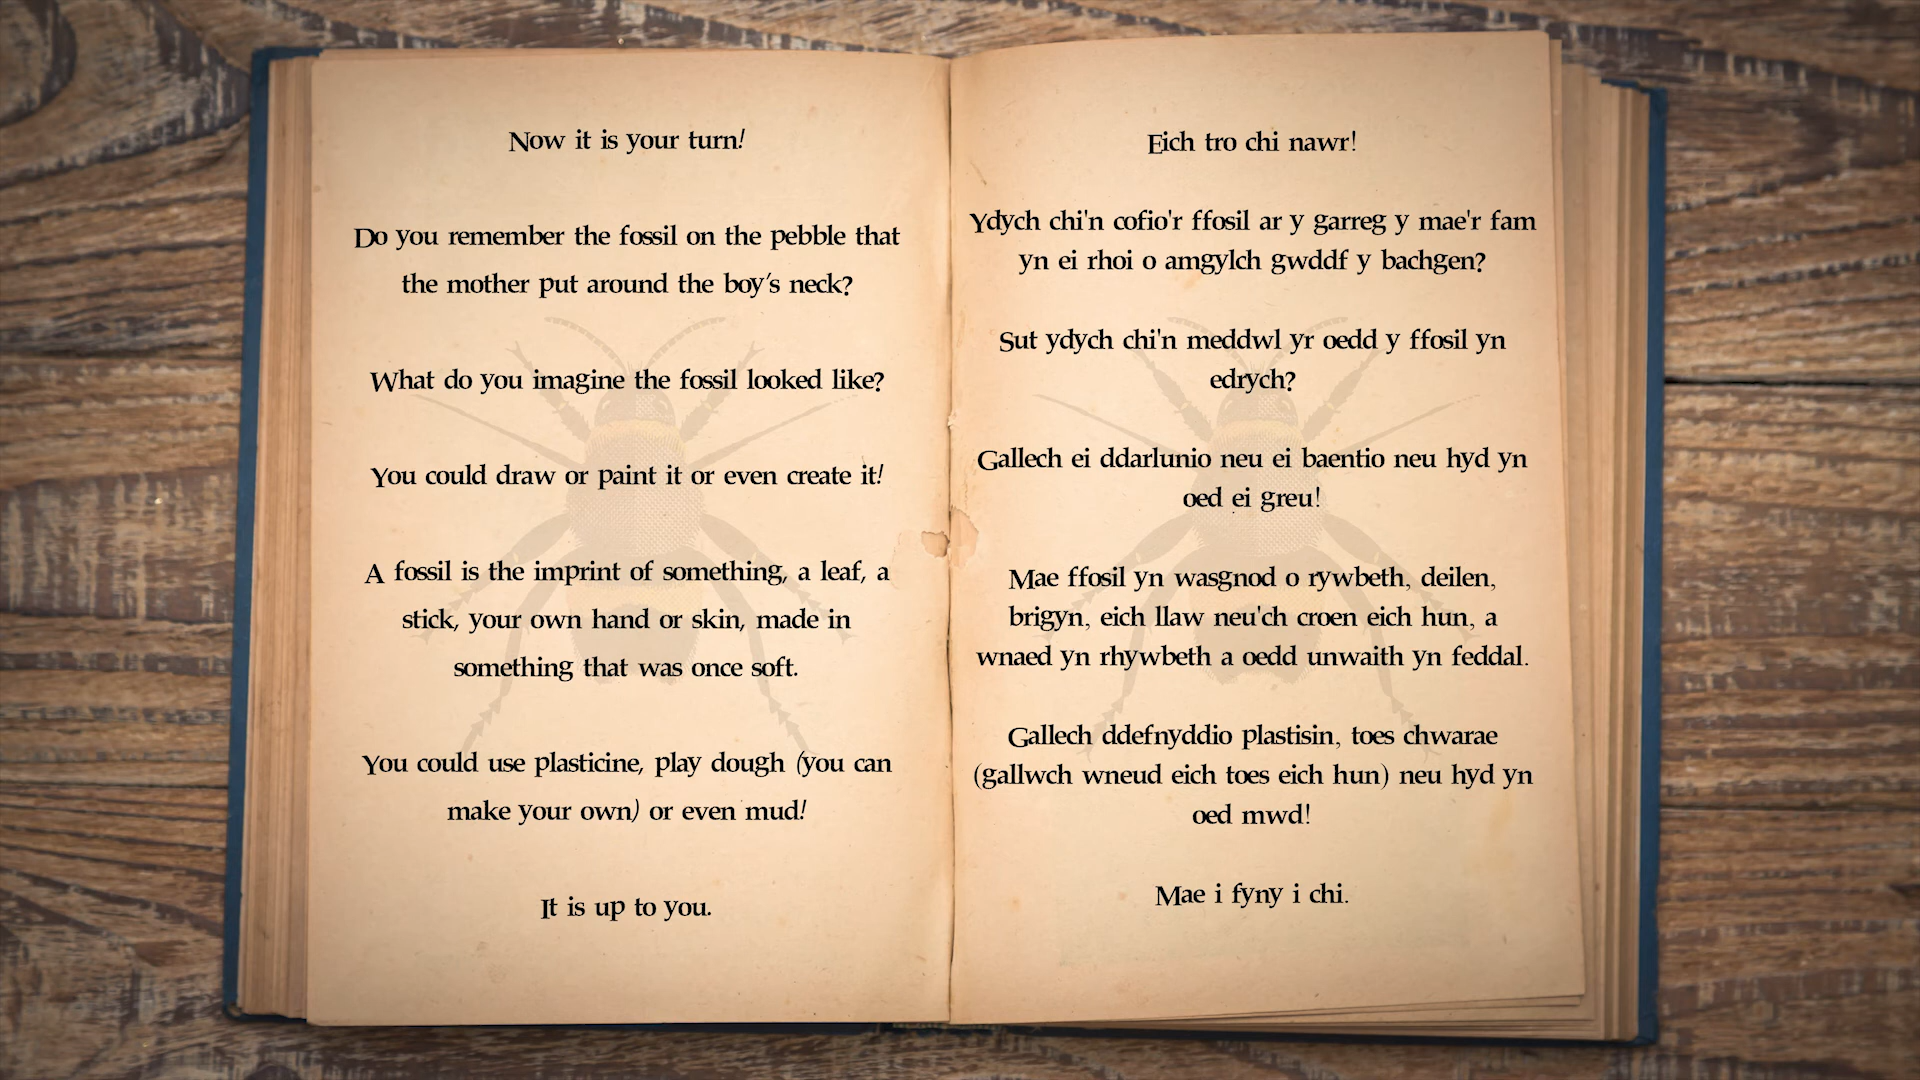 Now it is your turn!
Do you remember the fossil on the pebble that
the mother put around the boy's neck?
What do you imagine the fossil looked like?
You could draw or paint it or even create it!
A fossil is the imprint of something, a leaf, a
stick, your own hand or skin, made in
something that was once soft.
You could use plasticine, play dough (you can
make your own) or even mud!
It is up to you.
Eich tro chi nawr!
Ydych chi'n cofio'r ffosil ar y garreg y mae'r fam
yn ei rhoi o amgylch gwddf y bachgen?
Sut ydych chi'n meddwl yr oedd y ffosil yn
edrych?
Gallech ei ddarlunio neu ei baentio neu hyd yn
oed ei greu!
Mae ffosil yn wasgnod o rywbeth, deilen,
brigyn, eich llaw neu'ch croen eich hun, a
wnaed yn rhywbeth a oedd unwaith yn feddal.
Gallech ddefnyddio plastisin, toes chwarae
(gallwch wneud eich toes eich hun) neu hyd yn
oed mwd!
Mae i fyny i chi.